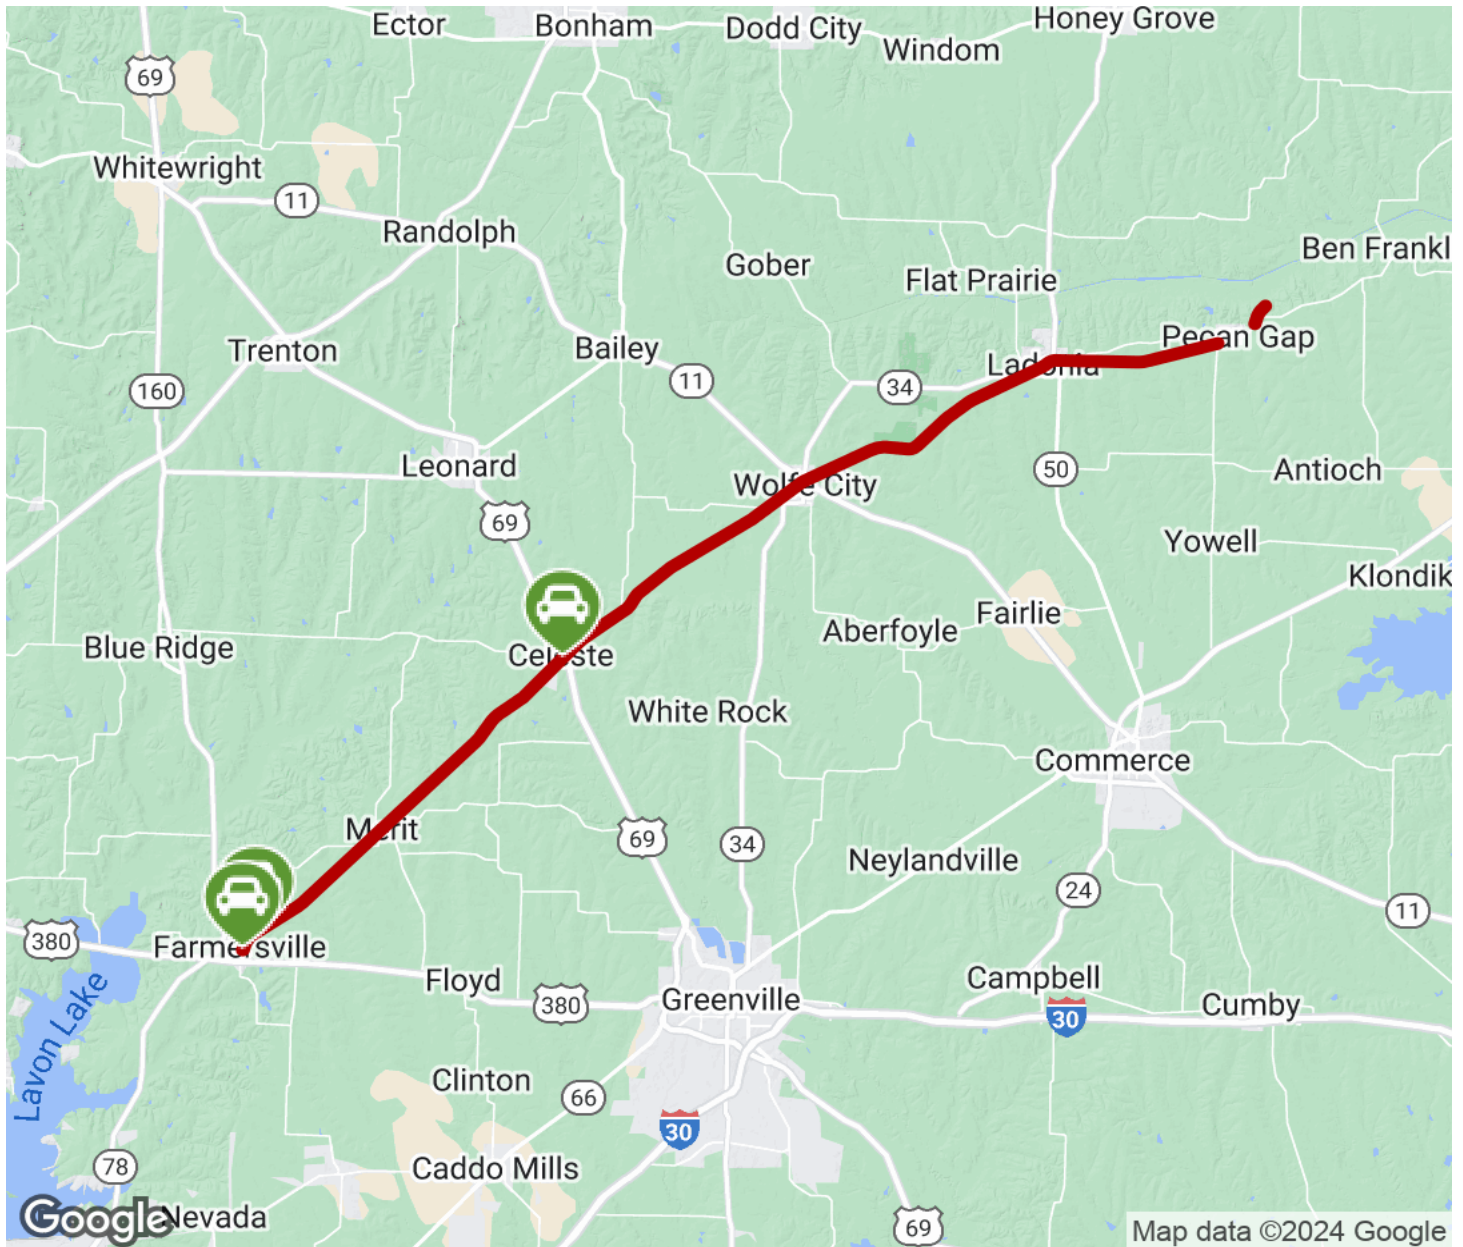 Ector
Bonham
Dodd City
Honey Grove
Windom
69
Whitewright
11
Randolph
Gober
Flat Prairie
Ben Frankl
Trenton
Bailey
Pecan Gap
Ladonia
160
11
34
Leonard
Wolfe City
50
Antioch
69
Yowell
Klondik
Fairlie
Aberfoyle
Blue Ridge
Celeste
White Rock
Commerce
Merit
69
34
Neylandville
24
11
380
Farmersville
Floyd
Campbell
380
Greenville
Cumby
30
Lavon Lake
Clinton
66
30
78
Caddo Mills
Nevada
69
Google
Map data ©2024 Google